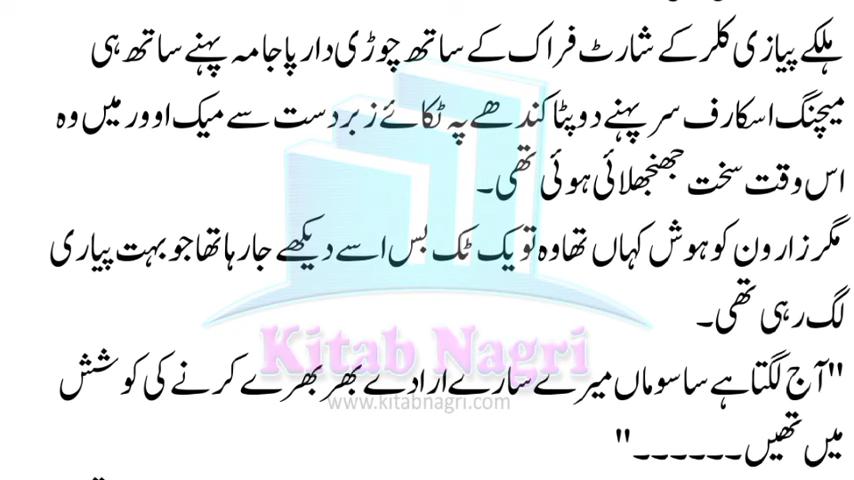 ہلکے پیازی کلر کے شارٹ فراک کے ساتھ چوڑی دار پاجامہ پہنے ساتھ ہی
میچنگ اسکارف سر پہنے دوپٹا کندھے پہ ٹکائے زبردست سے میک اوور میں وہ
اس وقت سخت جھنجھلائی ہوئی تھی۔
مگر زارون کو ہوش کہاں تھا وہ تو یک ٹک بس اسے دیکھے جا رہا تھا جو بہت پیاری
لگ رہی تھی۔
Kitab Nagri
"آج لگتا ہے ساسوماں میرے سارے ارادے بھر بھرے کرنے کی کوشش
www.kitabnagri.com
میں تھیں۔۔۔۔۔۔"